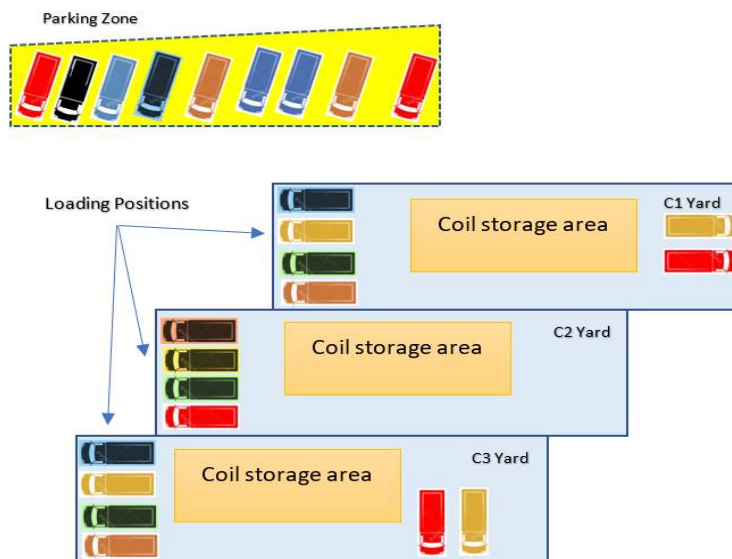 Parking Zone
Loading Positions
C1 Yard
Coil storage area
C2 Yard
Coil storage area
C3 Yard
Coil storage area